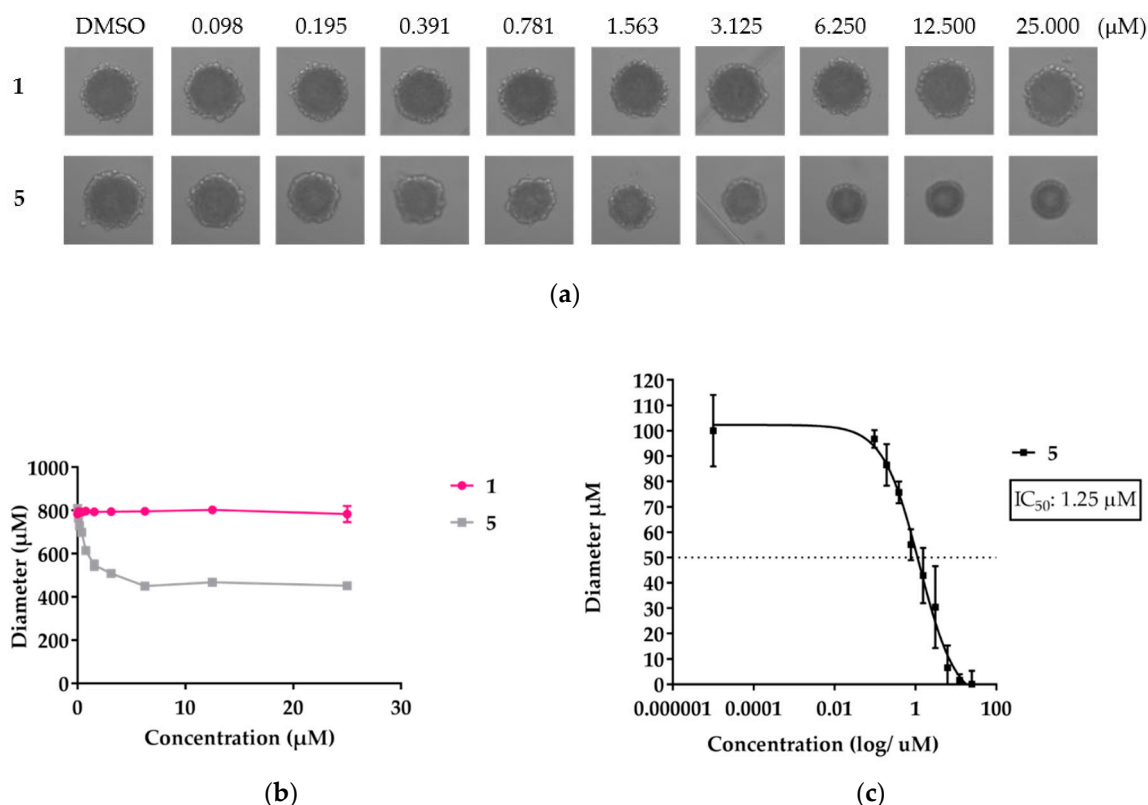 DMSO 0.098 0.195 0.391 0.781 1.563 3.125 6.250 12.500 25.000 (µM)
1
5
(a)
1000
800
600
400
200
0
0 10 20 30
Diameter (µM)
Concentration (µM)
1
5
(b)
120
110
100
90
80
70
60
50
40
30
20
10
0
0.000001 0.0001 0.01 1 100
Diameter µM
Concentration (log/ uM)
5
IC50: 1.25 µM
(c)